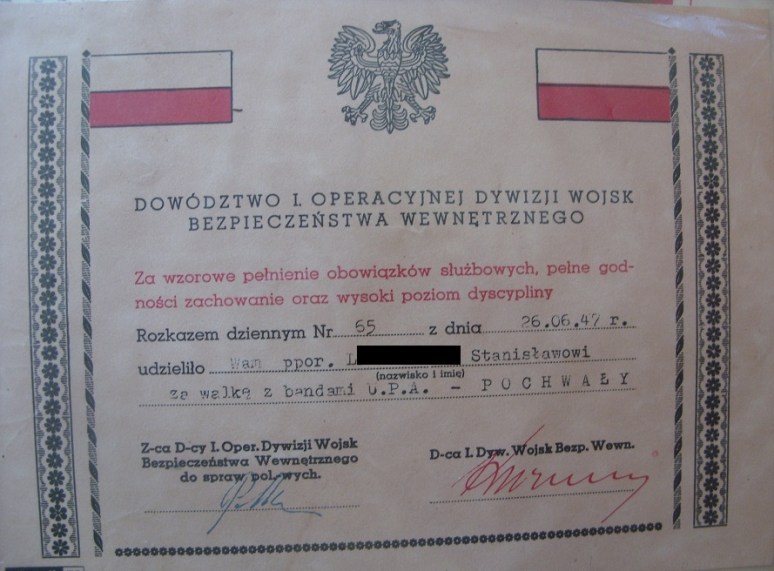 DOWÓDZTWO I. OPERACYJNEJ DYWIZJI WOJSK
BEZPIECZEŃSTWA WEWNĘTRZNEGO
Za wzorowe pełnienie obowiązków służbowych, pełne god-
ności zachowanie oraz wysoki poziom dyscypliny
Rozkazem dziennym Nr 55 z dnia 26.06.47 r.
udzieliło Wam ppor. L Stanisławowi
(nazwisko i imię)
za walkę z bandami U.P.A. - POCHWAŁY
Z-ca D-cy I. Oper. Dywizji Wojsk
Bezpieczeństwa Wewnętrznego
do spraw pol.-wych.
D-ca I. Dyw. Wojsk Bezp. Wewn.